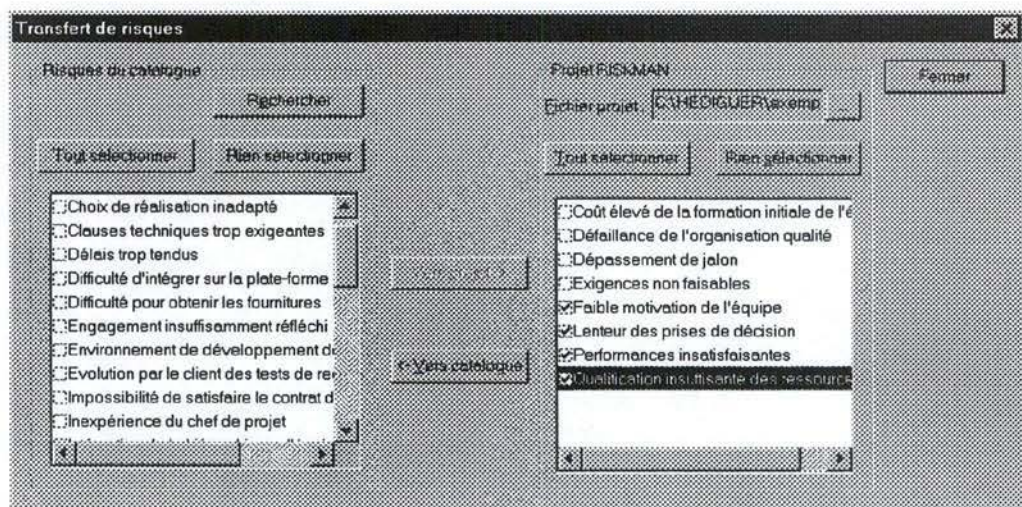 Transfert de risques
Risques du catalogue
Rechercher
Tout sélectionner
Rien sélectionner
Choix de réalisation inadapté
Clauses techniques trop exigeantes
Délais trop tendus
Difficulté d'intégrer sur la plate-forme
Difficulté pour obtenir les fournitures
Engagement insuffisamment réfléchi
Environnement de développement de
Evolution par le client des tests de re
Impossibilité de satisfaire le contrat d
Inexpérience du chef de projet
<- Vers catalogue
Projet RISKMAN
Fichier projet : C:\HEDIGUER\exemp ...
Tout sélectionner
Rien sélectionner
Coût élevé de la formation initiale de l'é
Défaillance de l'organisation qualité
Dépassement de jalon
Exigences non faisables
Faible motivation de l'équipe
Lenteur des prises de décision
Performances insatisfaisantes
Qualification insuffisante des ressource
Fermer